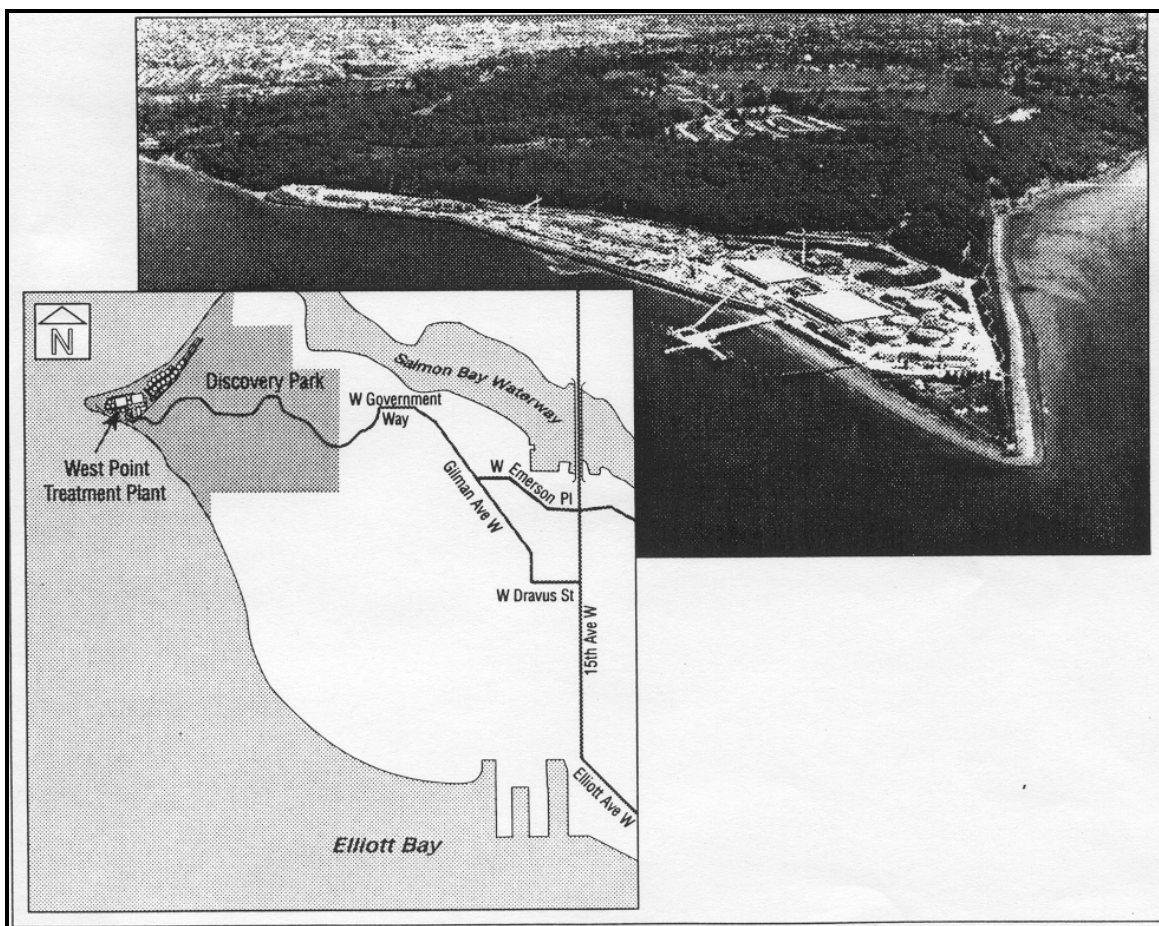 N
Discovery Park
Salmon Bay Waterway
W Government
Way
West Point
Treatment Plant
Gilman Ave W
W Emerson Pl
W Dravus St
15th Ave W
Elliott Ave W
Elliott Bay